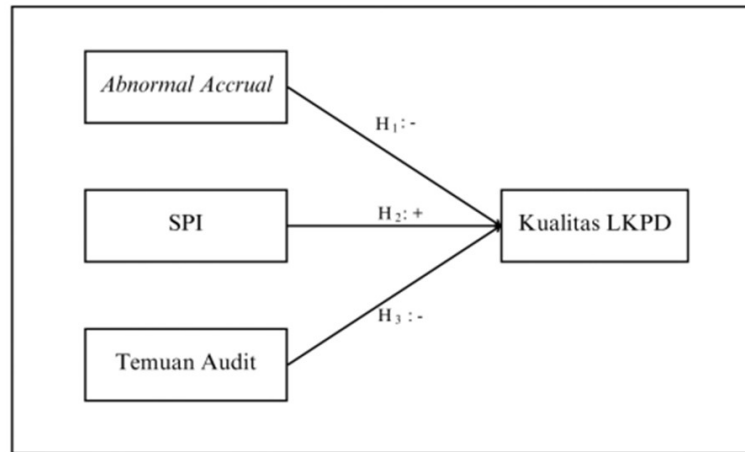 Abnormal Accrual
H₁: -
SPI
H₂: +
Kualitas LKPD
H₃ : -
Temuan Audit